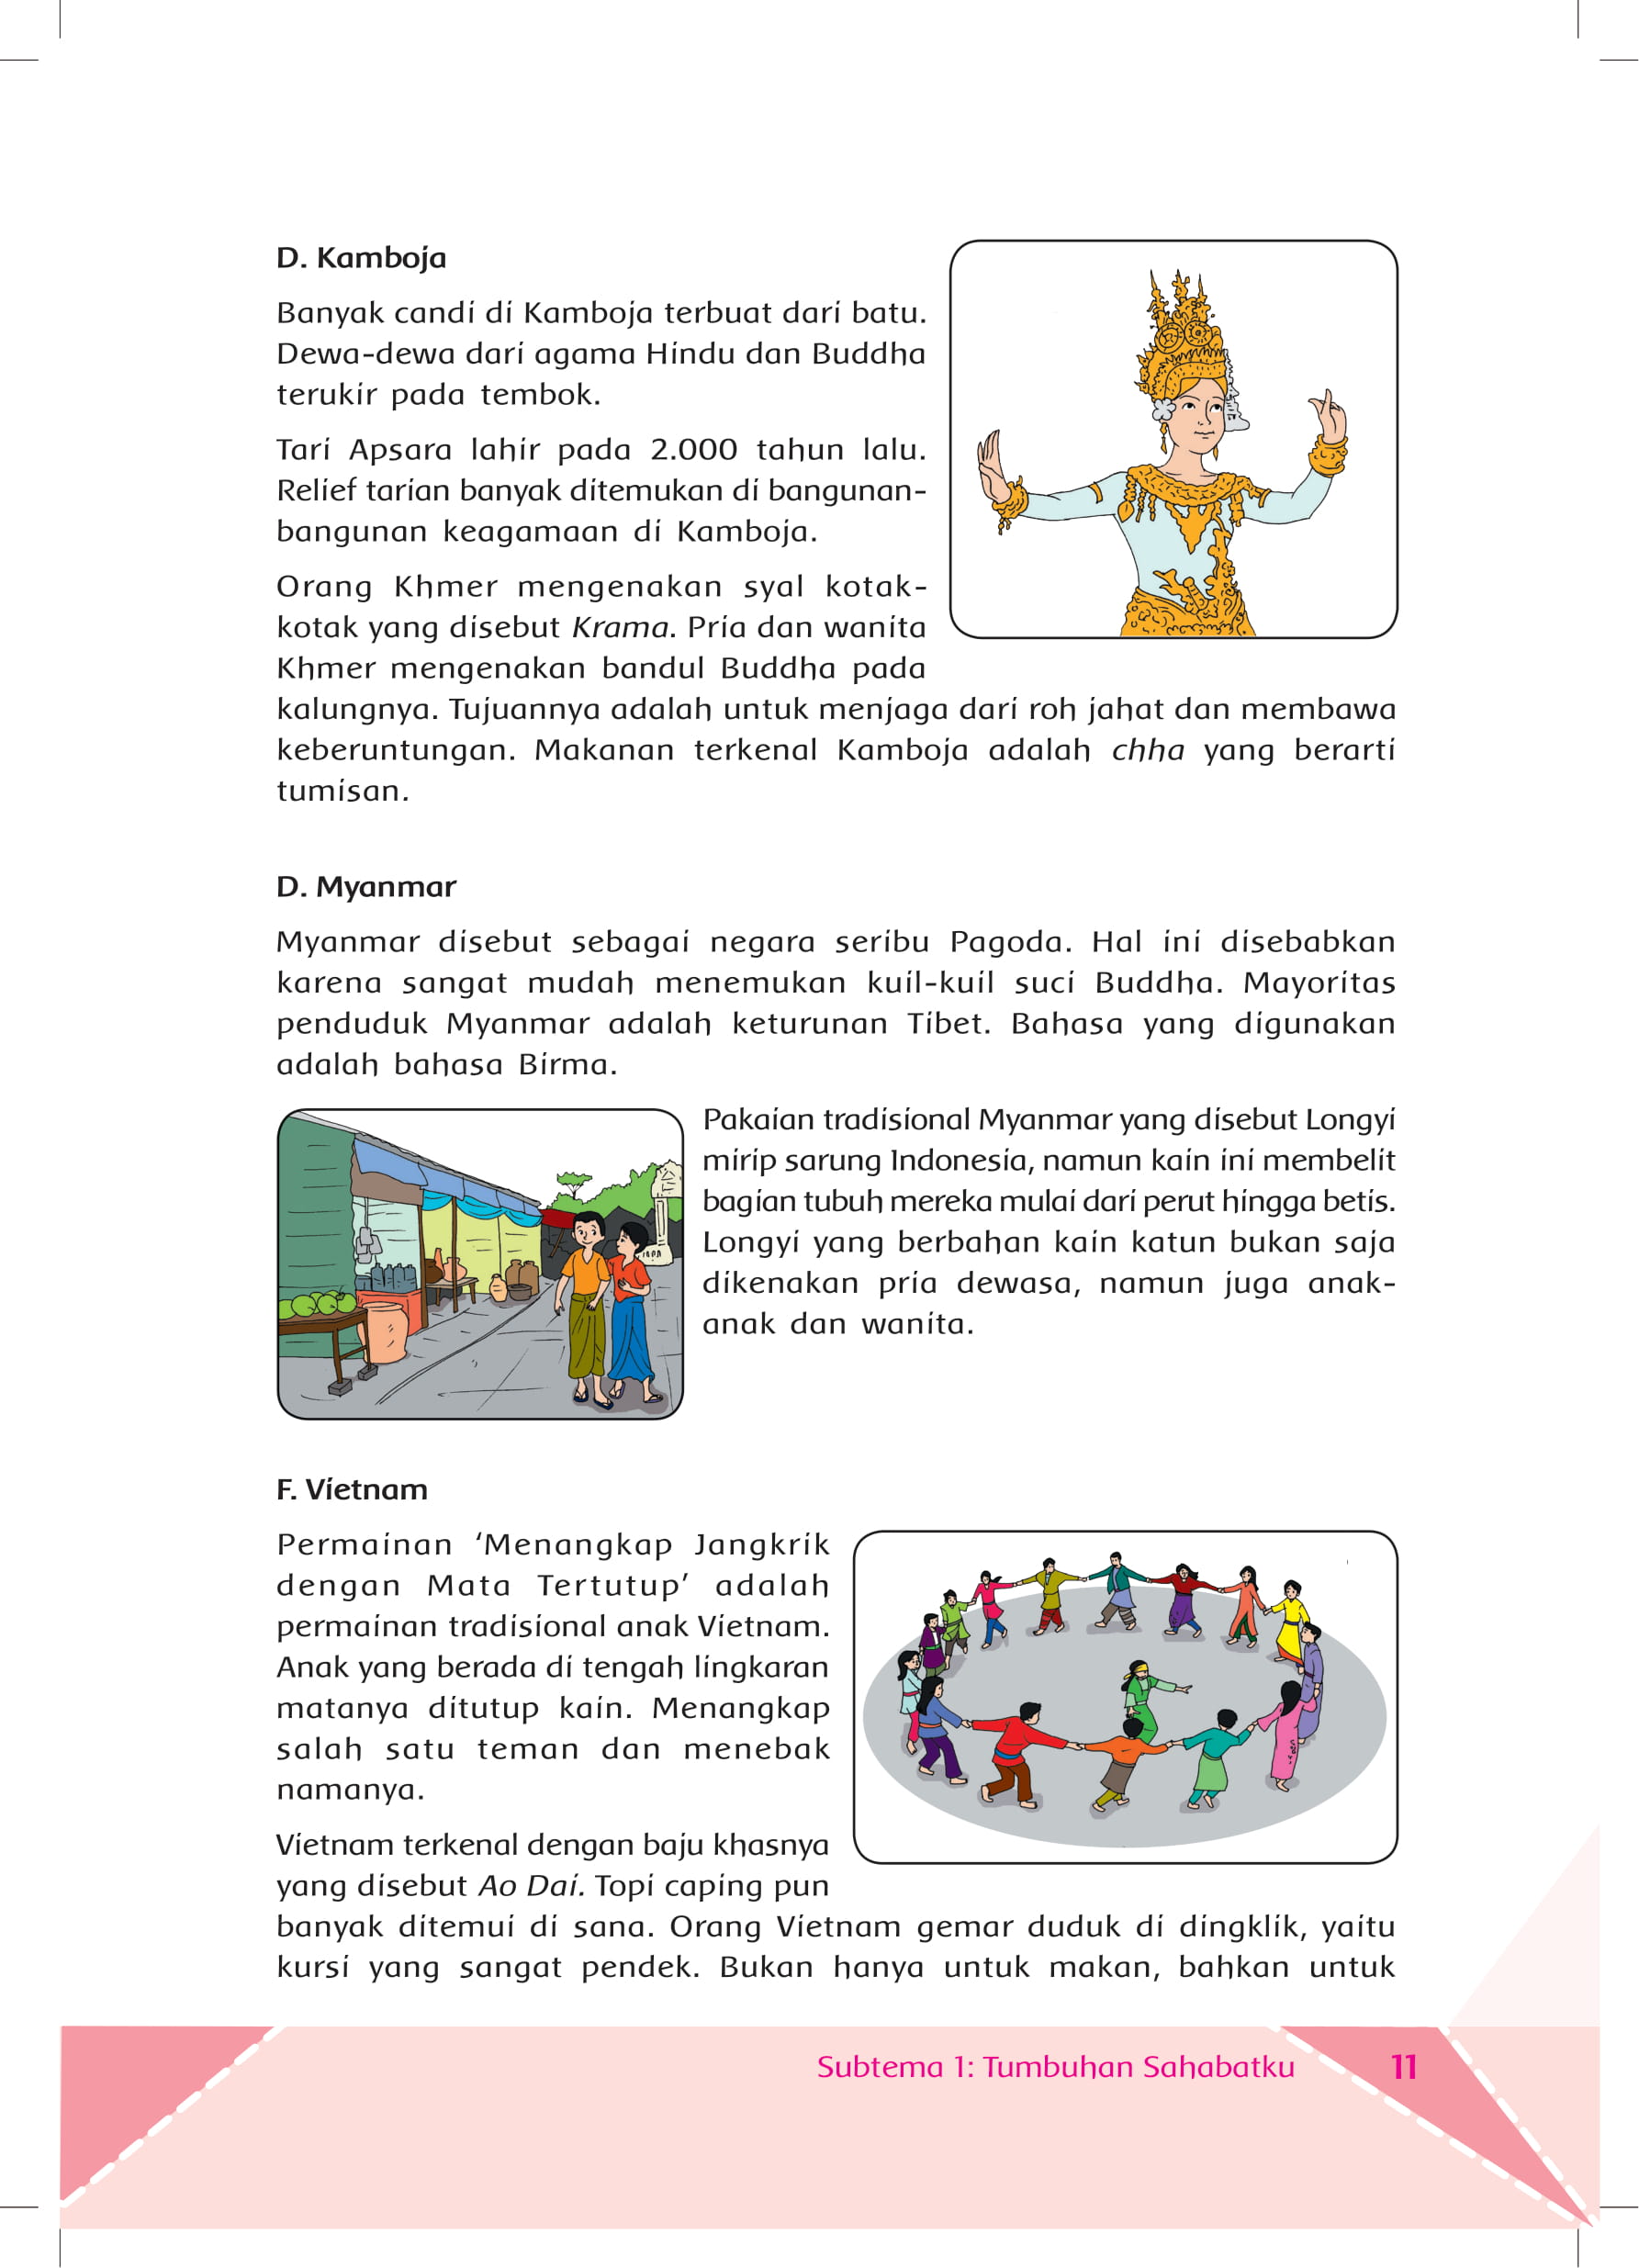 D. Kamboja
Banyak candi di Kamboja terbuat dari batu.
Dewa-dewa dari agama Hindu dan Buddha
terukir pada tembok.
Tari Apsara lahir pada 2.000 tahun lalu.
Relief tarian banyak ditemukan di bangunan-
bangunan keagamaan di Kamboja.
Orang Khmer mengenakan syal kotak-
kotak yang disebut Krama. Pria dan wanita
Khmer mengenakan bandul Buddha pada
kalungnya. Tujuannya adalah untuk menjaga dari roh jahat dan membawa
keberuntungan. Makanan terkenal Kamboja adalah chha yang berarti
tumisan.
D. Myanmar
Myanmar disebut sebagai negara seribu Pagoda. Hal ini disebabkan
karena sangat mudah menemukan kuil-kuil suci Buddha. Mayoritas
penduduk Myanmar adalah keturunan Tibet. Bahasa yang digunakan
adalah bahasa Birma.
Pakaian tradisional Myanmar yang disebut Longyi
mirip sarung Indonesia, namun kain ini membelit
bagian tubuh mereka mulai dari perut hingga betis.
Longyi yang berbahan kain katun bukan saja
dikenakan pria dewasa, namun juga anak-
anak dan wanita.
F. Vietnam
Permainan ‘Menangkap Jangkrik
dengan Mata Tertutup’ adalah
permainan tradisional anak Vietnam.
Anak yang berada di tengah lingkaran
matanya ditutup kain. Menangkap
salah satu teman dan menebak
namanya.
Vietnam terkenal dengan baju khasnya
yang disebut Ao Dai. Topi caping pun
banyak ditemui di sana. Orang Vietnam gemar duduk di dingklik, yaitu
kursi yang sangat pendek. Bukan hanya untuk makan, bahkan untuk
Subtema 1: Tumbuhan Sahabatku 11